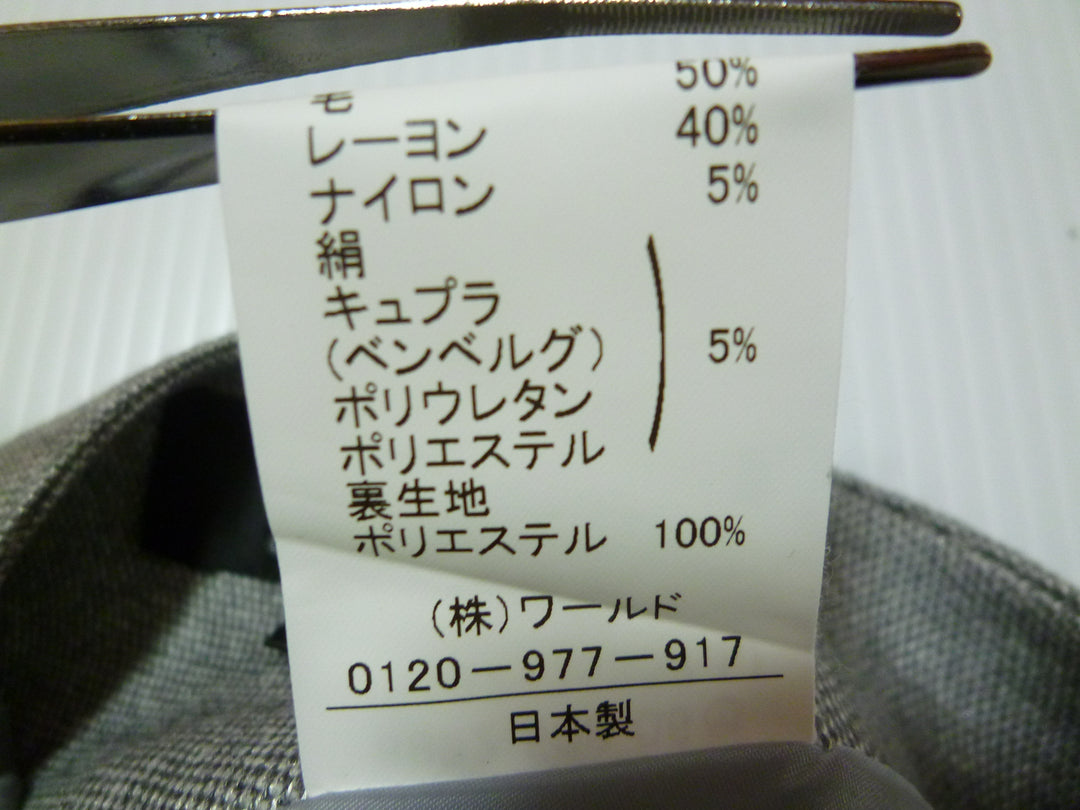 毛 50%
レーヨン 40%
ナイロン 5%
絹
キュプラ
(ベンベルグ) 5%
ポリウレタン
ポリエステル
裏生地
ポリエステル 100%
(株)ワールド
0120-977-917
日本製